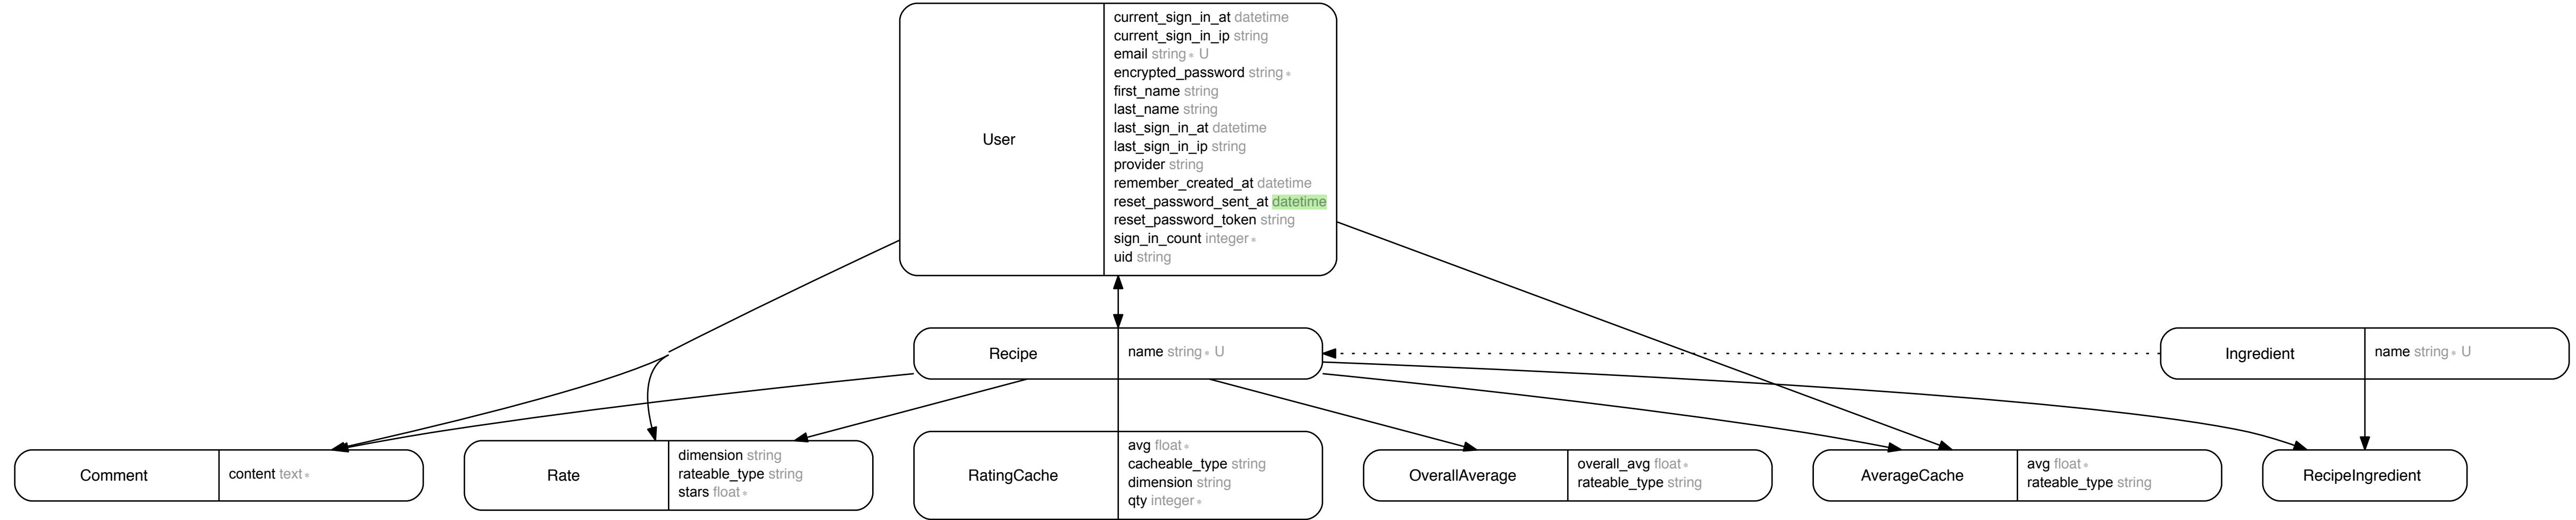 User
current_sign_in_at datetime
current_sign_in_ip string
email string * U
encrypted_password string *
first_name string
last_name string
last_sign_in_at datetime
last_sign_in_ip string
provider string
remember_created_at datetime
reset_password_sent_at datetime
reset_password_token string
sign_in_count integer *
uid string
Recipe
name string * U
Ingredient
name string * U
Comment
content text *
Rate
dimension string
rateable_type string
stars float *
RatingCache
avg float *
cacheable_type string
dimension string
qty integer *
OverallAverage
overall_avg float *
rateable_type string
AverageCache
avg float *
rateable_type string
RecipeIngredient